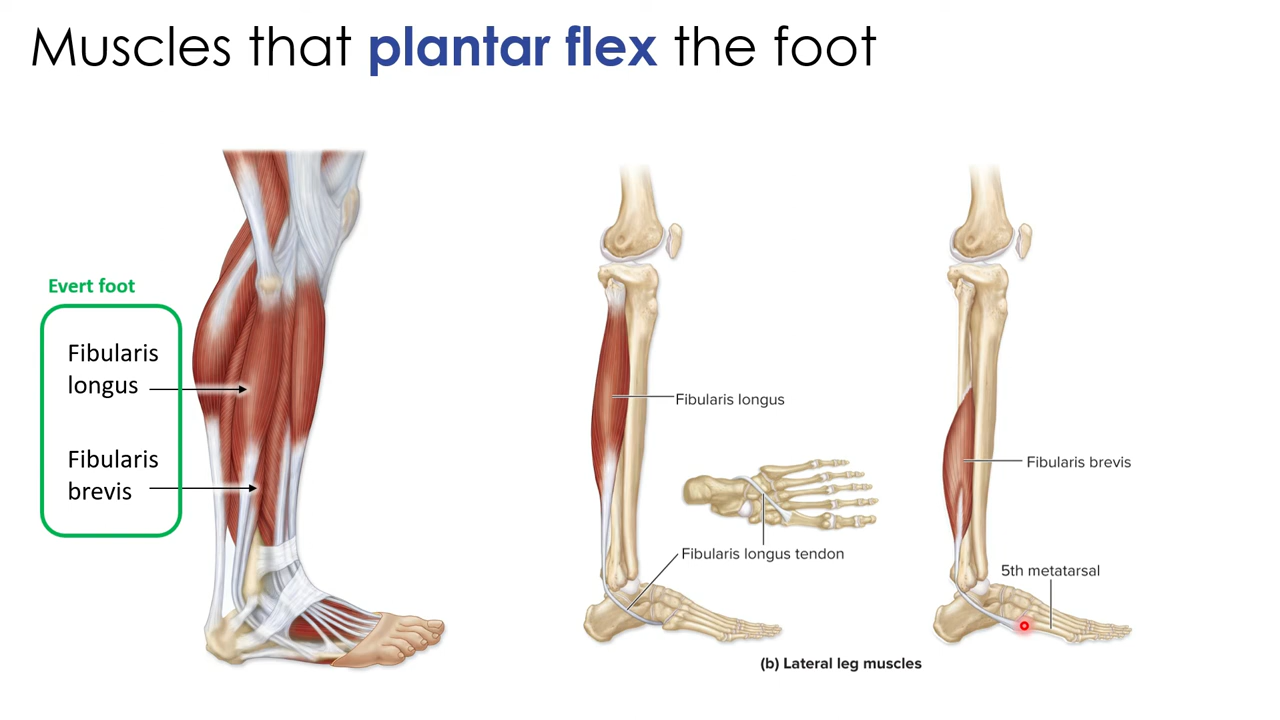 Muscles that plantar flex the foot
Evert foot
Fibularis
longus
Fibularis
brevis
Fibularis longus
Fibularis longus tendon
Fibularis brevis
5th metatarsal
(b) Lateral leg muscles